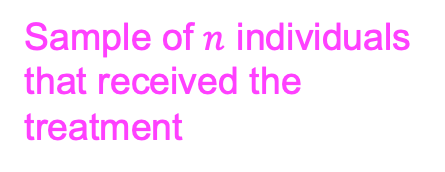 Sample of n individuals
that received the
treatment